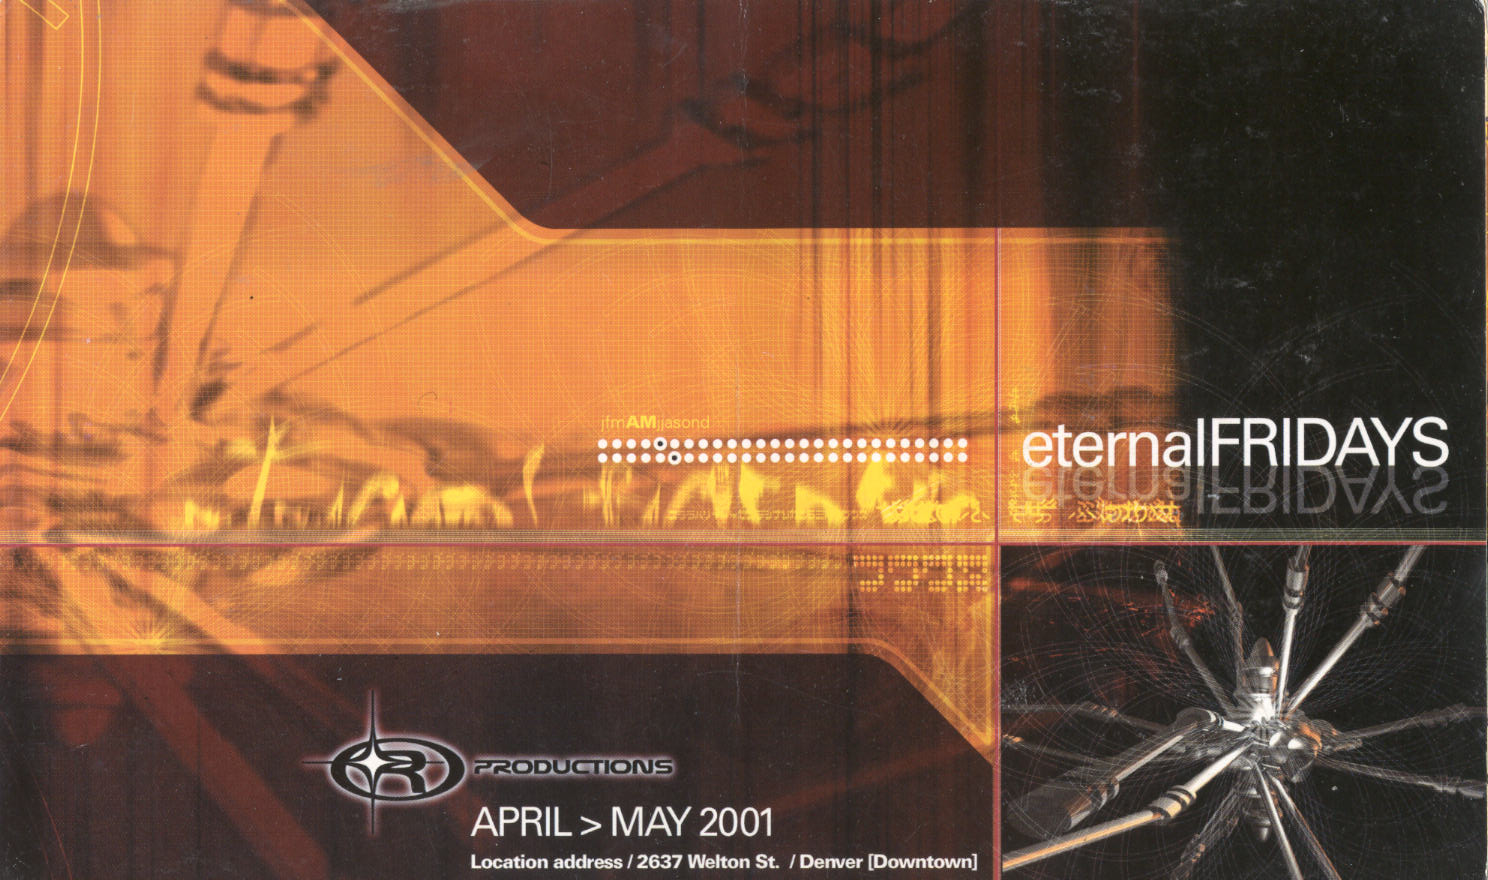 jfmAMjjasond
eternalFRIDAYS
PRODUCTIONS
APRIL > MAY 2001
Location address / 2637 Welton St. / Denver [Downtown]